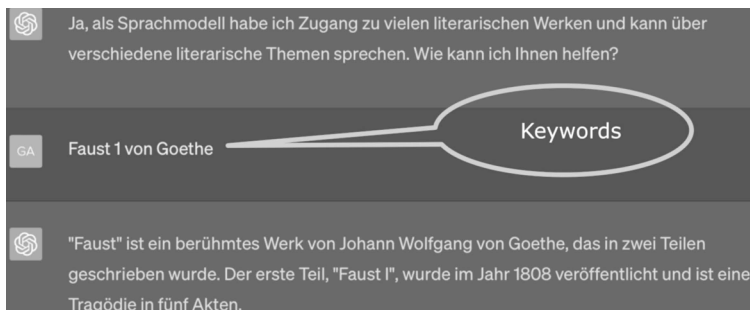 Ja, als Sprachmodell habe ich Zugang zu vielen literarischen Werken und kann über
verschiedene literarische Themen sprechen. Wie kann ich Ihnen helfen?
GA
Faust 1 von Goethe
Keywords
"Faust" ist ein berühmtes Werk von Johann Wolfgang von Goethe, das in zwei Teilen
geschrieben wurde. Der erste Teil, "Faust I", wurde im Jahr 1808 veröffentlicht und ist eine
Tragödie in fünf Akten.